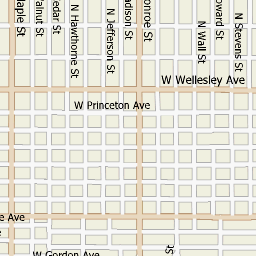 aple St
alnut St
edar St
N Hawthorne St
N Jefferson St
adison St
onroe St
N Wall St
oward St
N Stevens St
W Wellesley Ave
W Princeton Ave
e Ave
W Gordon Ave
St